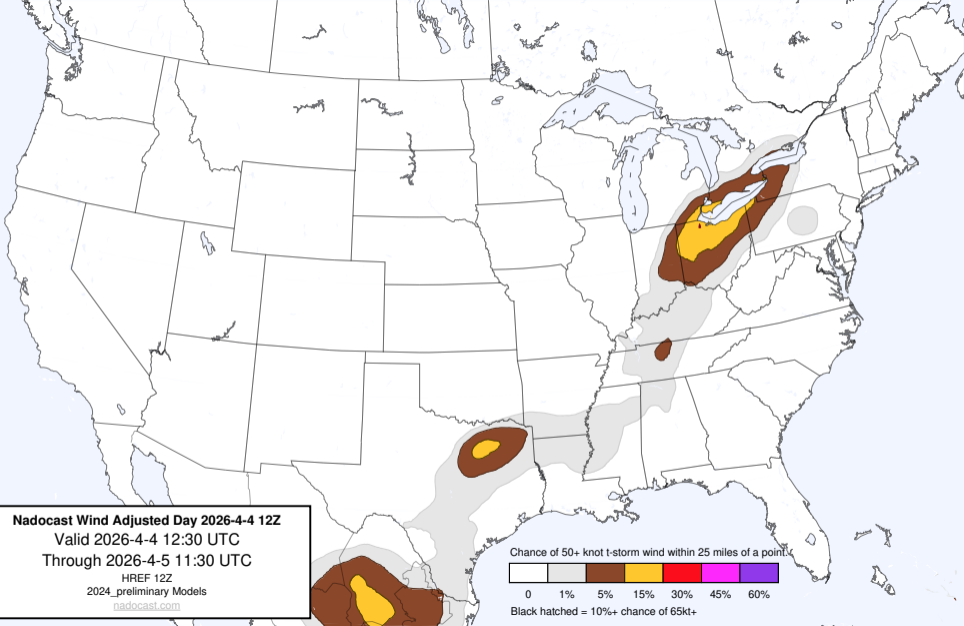 Nadocast Wind Adjusted Day 2026-4-4 12Z
Valid 2026-4-4 12:30 UTC
Through 2026-4-5 11:30 UTC
HREF 12Z
2024_preliminary Models
nadocast.com
Chance of 50+ knot t-storm wind within 25 miles of a point.
0 1% 5% 15% 30% 45% 60%
Black hatched = 10%+ chance of 65kt+